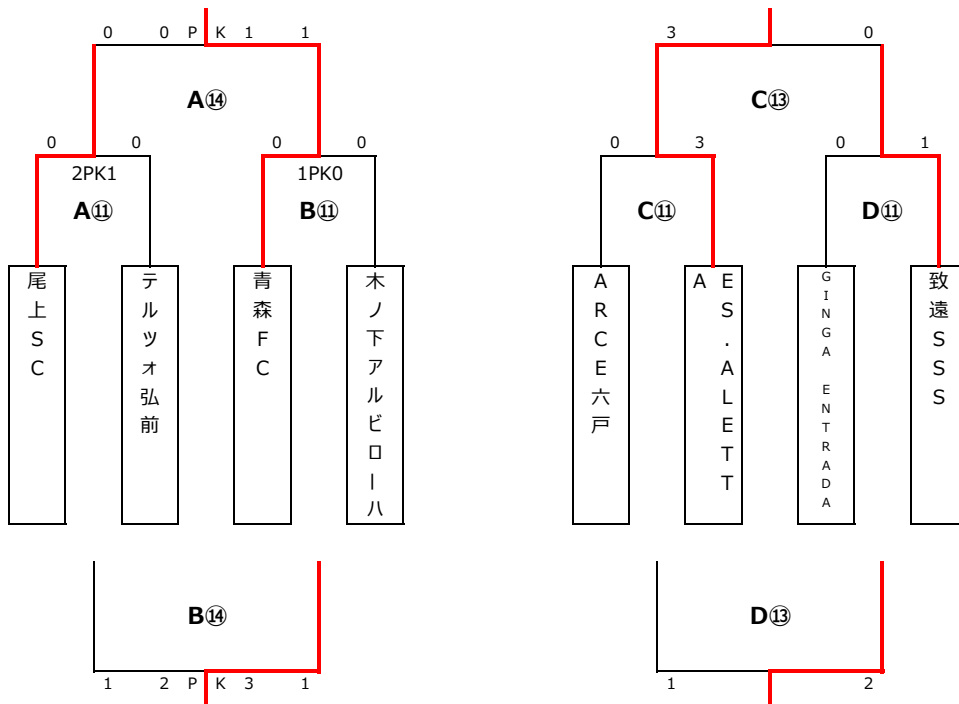 0 0 P K 1 1
3 0
A⑭
C⑬
0 0
0 0
0 3
0 1
2PK1
1PK0
A⑪
B⑪
C⑪
D⑪
尾上SC
テルツォ弘前
青森FC
木ノ下アルビローハ
ARCE六戸
ES.ALETT
A
GINGA ENTRADA
致遠SSS
B⑭
D⑬
1 2 P K 3 1
1 2